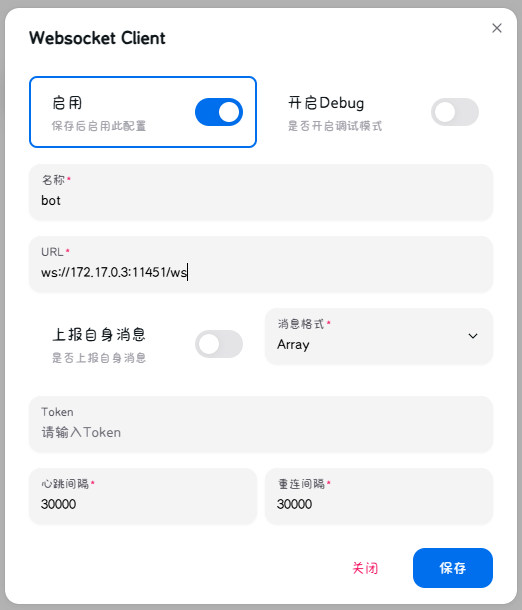 Websocket Client
启用
保存后启用此配置
开启Debug
是否开启调试模式
名称*
bot
URL*
ws://172.17.0.3:11451/ws
上报自身消息
是否上报自身消息
消息格式*
Array
Token
请输入Token
心跳间隔*
30000
重连间隔*
30000
关闭
保存